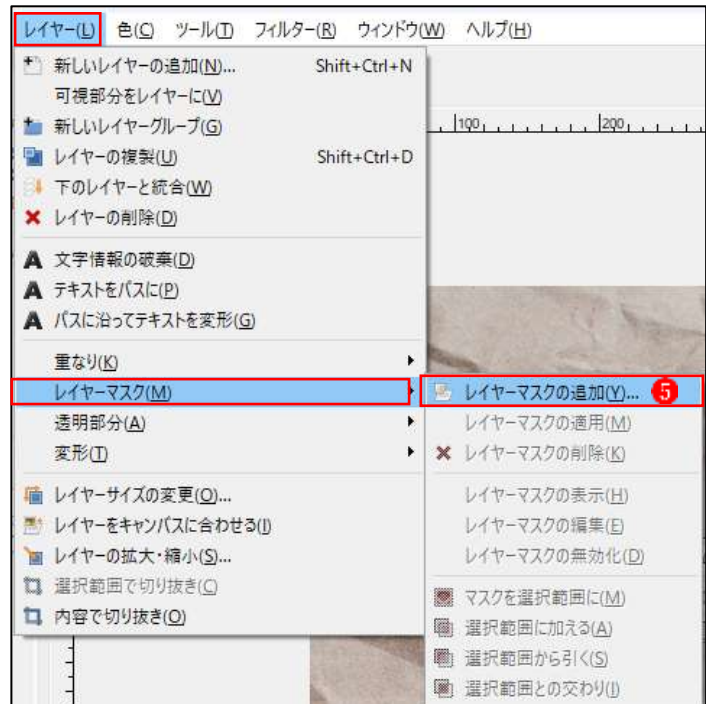 レイヤー(L) 色(C) ツール(T) フィルター(R) ウィンドウ(W) ヘルプ(H)
新しいレイヤーの追加(N)... Shift+Ctrl+N
可視部分をレイヤーに(V)
新しいレイヤーグループ(G)
レイヤーの複製(U) Shift+Ctrl+D
下のレイヤーと統合(W)
レイヤーの削除(D)
文字情報の破棄(D)
テキストをパスに(P)
パスに沿ってテキストを変形(G)
重なり(K)
レイヤーマスク(M)
透明部分(A)
変形(T)
レイヤーサイズの変更(O)...
レイヤーをキャンバスに合わせる(I)
レイヤーの拡大・縮小(S)...
選択範囲で切り抜き(C)
内容で切り抜き(O)
100 200
レイヤーマスクの追加(Y)... 5
レイヤーマスクの適用(M)
レイヤーマスクの削除(K)
レイヤーマスクの表示(H)
レイヤーマスクの編集(E)
レイヤーマスクの無効化(D)
マスクを選択範囲に(M)
選択範囲に加える(A)
選択範囲から引く(S)
選択範囲との交わり(I)